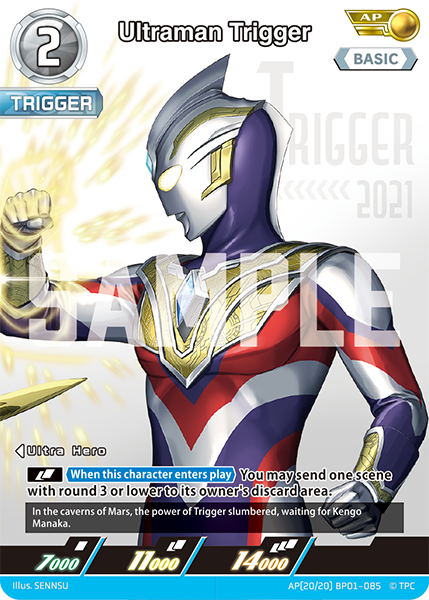 2
Ultraman Trigger
AP
BASIC
TRIGGER
TRIGGER
2021
SAMPLE
Ultra Hero
When this character enters play You may send one scene
with round 3 or lower to its owner's discard area.
In the caverns of Mars, the power of Trigger slumbered, waiting for Kengo
Manaka.
7000
11000
14000
Illus. SENNSU
AP(20/20) BP01-085 © TPC